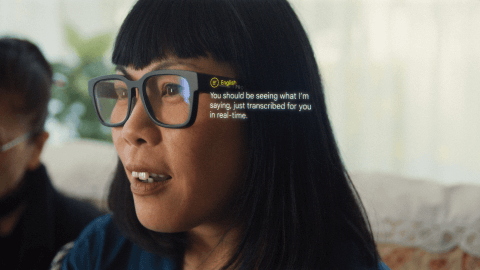 English
You should be seeing what I'm
saying, just transcribed for you
in real-time.